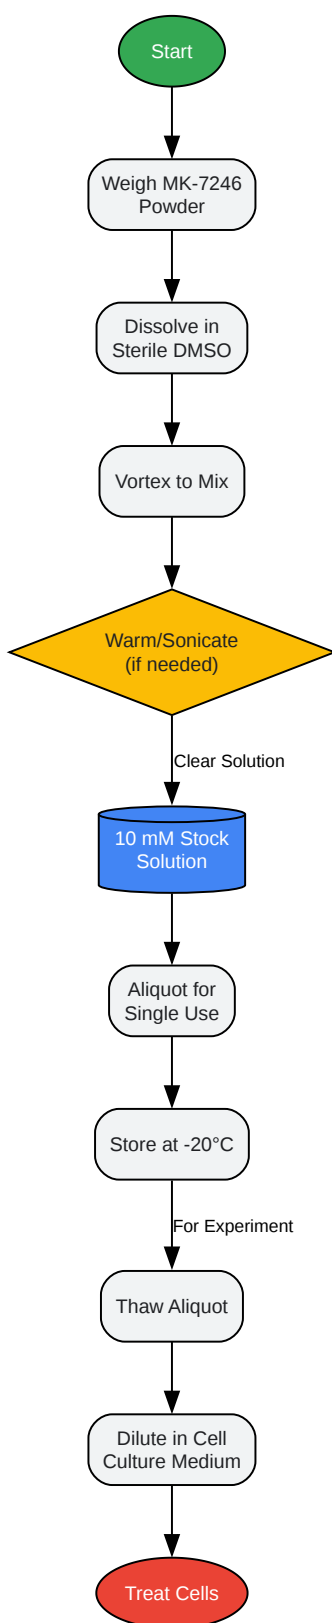 Start
Weigh MK-7246
Powder
Dissolve in
Sterile DMSO
Vortex to Mix
Warm/Sonicate
(if needed)
Clear Solution
10 mM Stock
Solution
Aliquot for
Single Use
Store at -20°C
For Experiment
Thaw Aliquot
Dilute in Cell
Culture Medium
Treat Cells